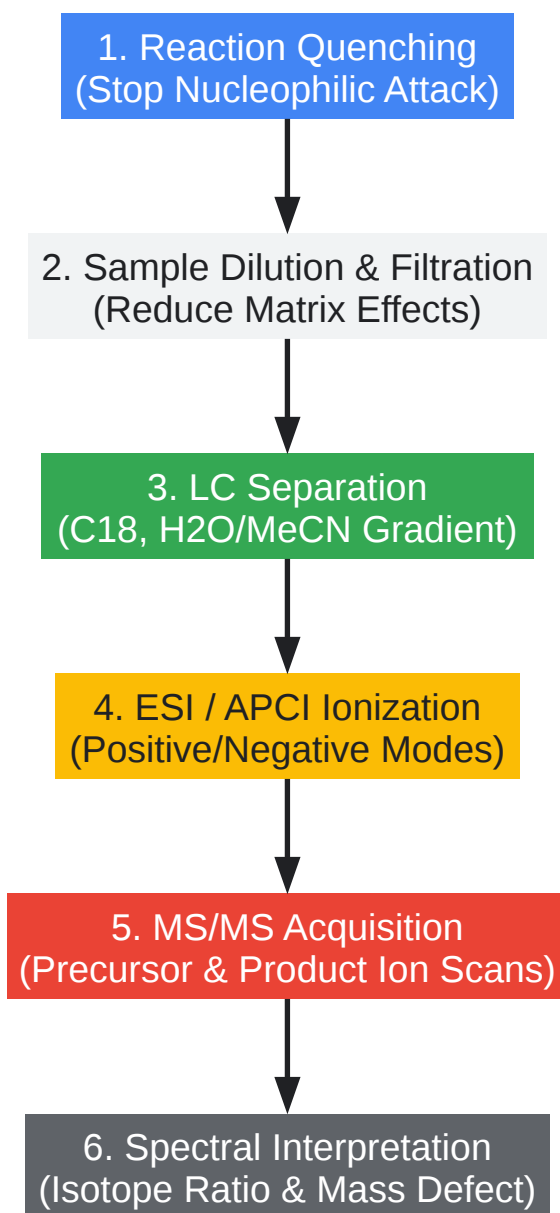 1. Reaction Quenching
(Stop Nucleophilic Attack)
2. Sample Dilution & Filtration
(Reduce Matrix Effects)
3. LC Separation
(C18, H2O/MeCN Gradient)
4. ESI / APCI Ionization
(Positive/Negative Modes)
5. MS/MS Acquisition
(Precursor & Product Ion Scans)
6. Spectral Interpretation
(Isotope Ratio & Mass Defect)